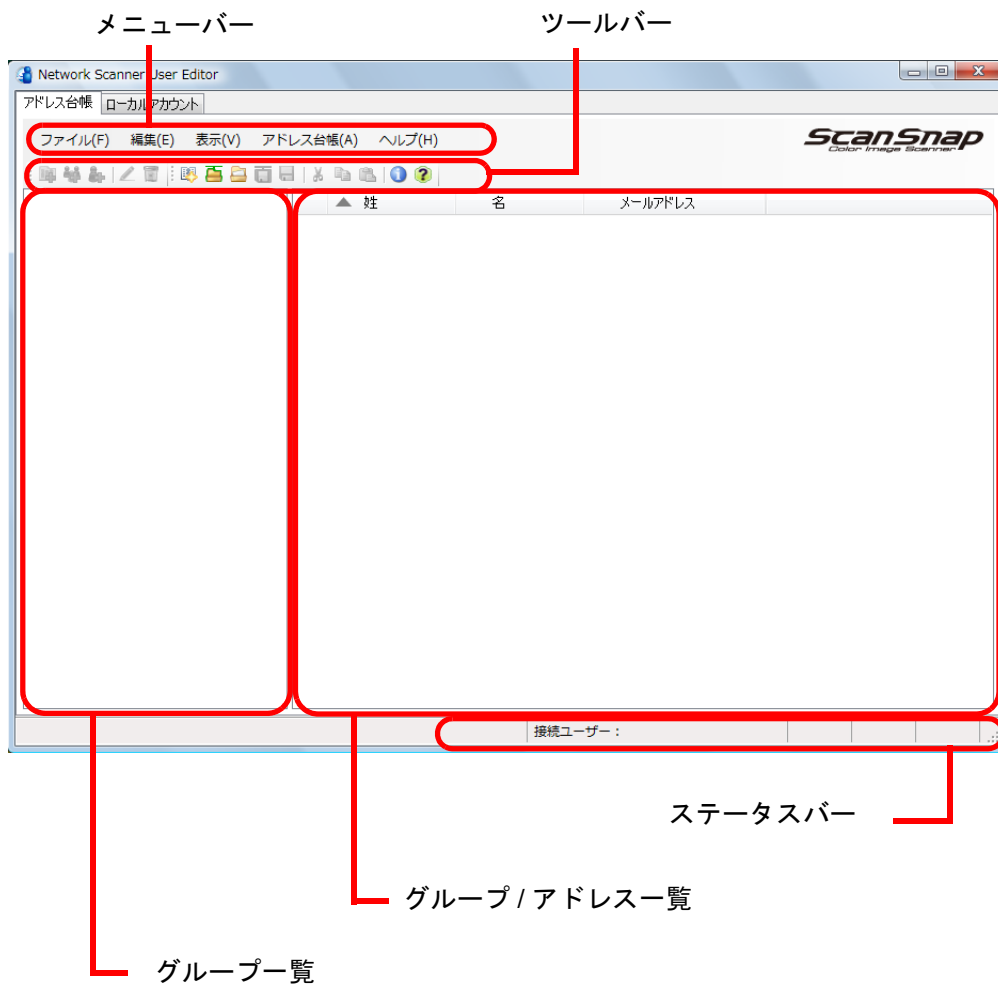 メニューバー ツールバー
Network Scanner User Editor
アドレス台帳 ローカルアカウント
ファイル(F) 編集(E) 表示(V) アドレス台帳(A) ヘルプ(H)
ScanSnap
Color Image Scanner
姓 名 メールアドレス
接続ユーザー：
ステータスバー
グループ / アドレス一覧
グループ一覧